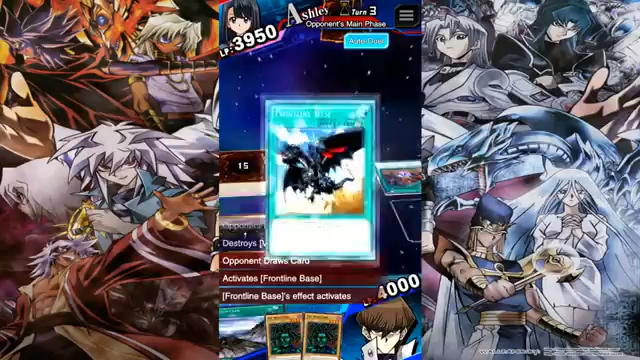 Ashley
Turn 3
Opponent's Main Phase
LP: 3950
Auto-Duel
Frontline Base
15
Destroys [V
Opponent Draws Card
Activates [Frontline Base]
[Frontline Base]'s effect activates
4000